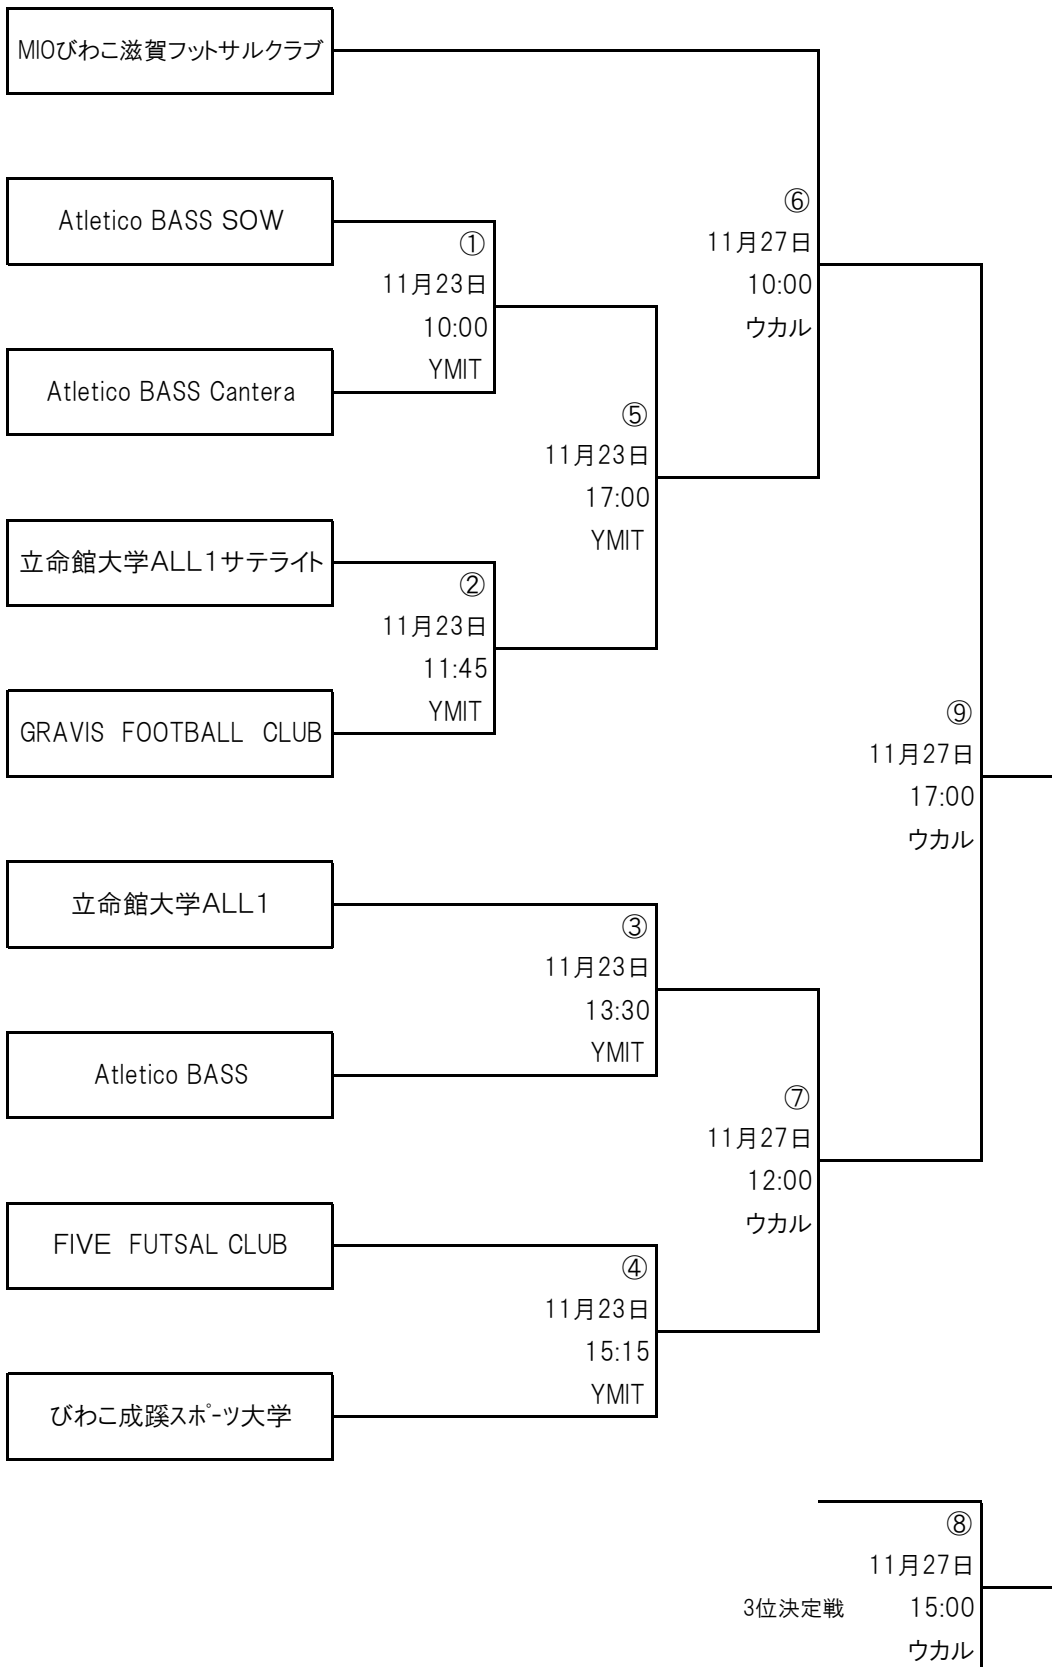 MIOびわこ滋賀フットサルクラブ
Atletico BASS SOW
Atletico BASS Cantera
立命館大学ALL1サテライト
GRAVIS FOOTBALL CLUB
立命館大学ALL1
Atletico BASS
FIVE FUTSAL CLUB
びわこ成蹊スポーツ大学
①
11月23日
10:00
YMIT
②
11月23日
11:45
YMIT
③
11月23日
13:30
YMIT
④
11月23日
15:15
YMIT
⑤
11月23日
17:00
YMIT
⑥
11月27日
10:00
ウカル
⑦
11月27日
12:00
ウカル
⑨
11月27日
17:00
ウカル
⑧
11月27日
3位決定戦 15:00
ウカル